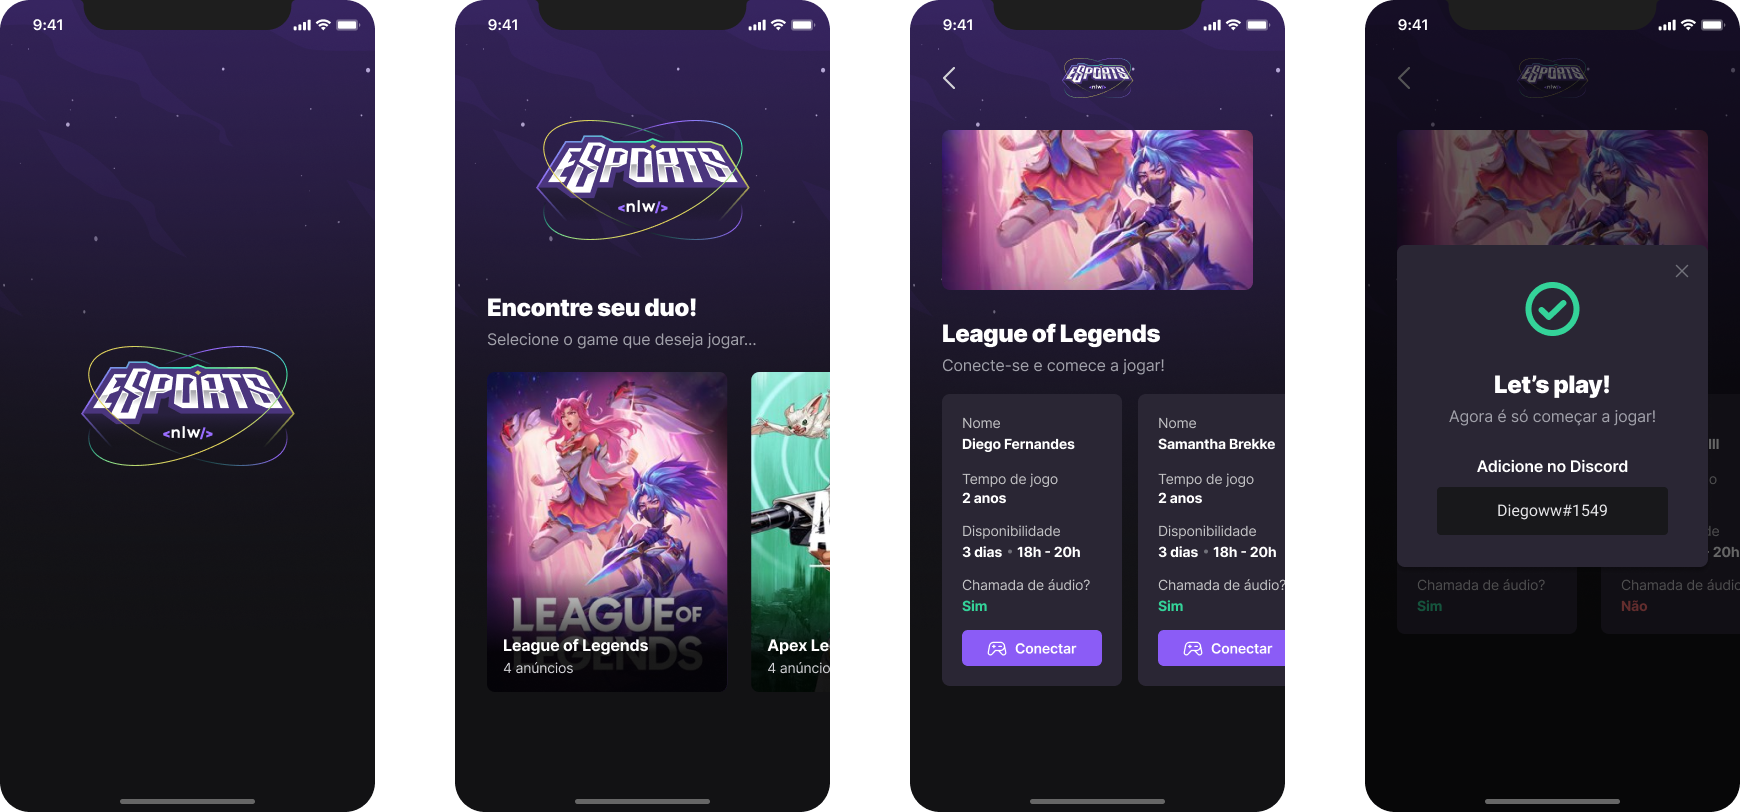 9:41
ESPORTS
<nlw/>
9:41
ESPORTS
<nlw/>
Encontre seu duo!
Selecione o game que deseja jogar...
LEAGUE OF
LEGENDS
League of Legends
4 anúncios
Apex Le
4 anúncio
9:41
ESPORTS
<nlw/>
League of Legends
Conecte-se e comece a jogar!
Nome
Diego Fernandes
Tempo de jogo
2 anos
Disponibilidade
3 dias • 18h - 20h
Chamada de áudio?
Sim
Conectar
Nome
Samantha Brekke
Tempo de jogo
2 anos
Disponibilidade
3 dias • 18h - 20h
Chamada de áudio?
Sim
Conectar
9:41
ESPORTS
<nlw/>
Let's play!
Agora é só começar a jogar!
Adicione no Discord
Diegoww#1549
Chamada de áudio?
Sim
III
o
de
20h
Chamada de áudio
Não